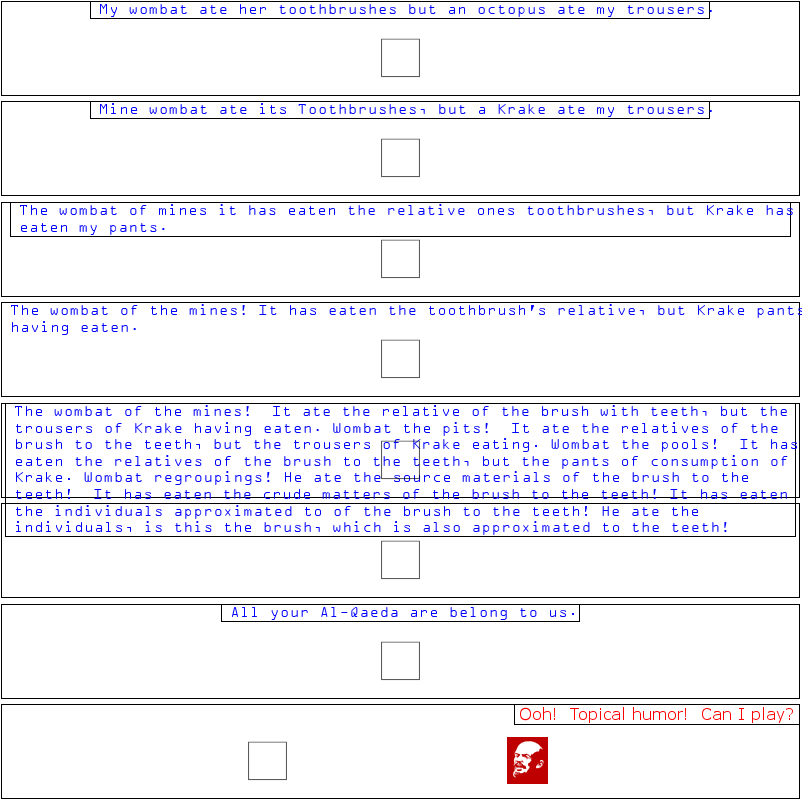 My wombat ate her toothbrushes but an octopus ate my trousers.
Mine wombat ate its Toothbrushes, but a Krake ate my trousers.
The wombat of mines it has eaten the relative ones toothbrushes, but Krake has
eaten my pants.
The wombat of the mines! It has eaten the toothbrush's relative, but Krake pants
having eaten.
The wombat of the mines!  It ate the relative of the brush with teeth, but the
trousers of Krake having eaten. Wombat the pits!  It ate the relatives of the
brush to the teeth, but the trousers of Krake eating. Wombat the pools!  It has
eaten the relatives of the brush to the teeth, but the pants of consumption of
Krake. Wombat regroupings! He ate the source materials of the brush to the
teeth!  It has eaten the crude matters of the brush to the teeth! It has eaten
the individuals approximated to of the brush to the teeth! He ate the
individuals, is this the brush, which is also approximated to the teeth!
All your Al-Qaeda are belong to us.
Ooh!  Topical humor!  Can I play?